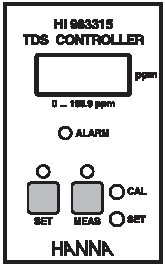 HI 983315
TDS CONTROLLER
ppm
0 ... 199.9 ppm
ALARM
CAL
SET MEAS SET
HANNA